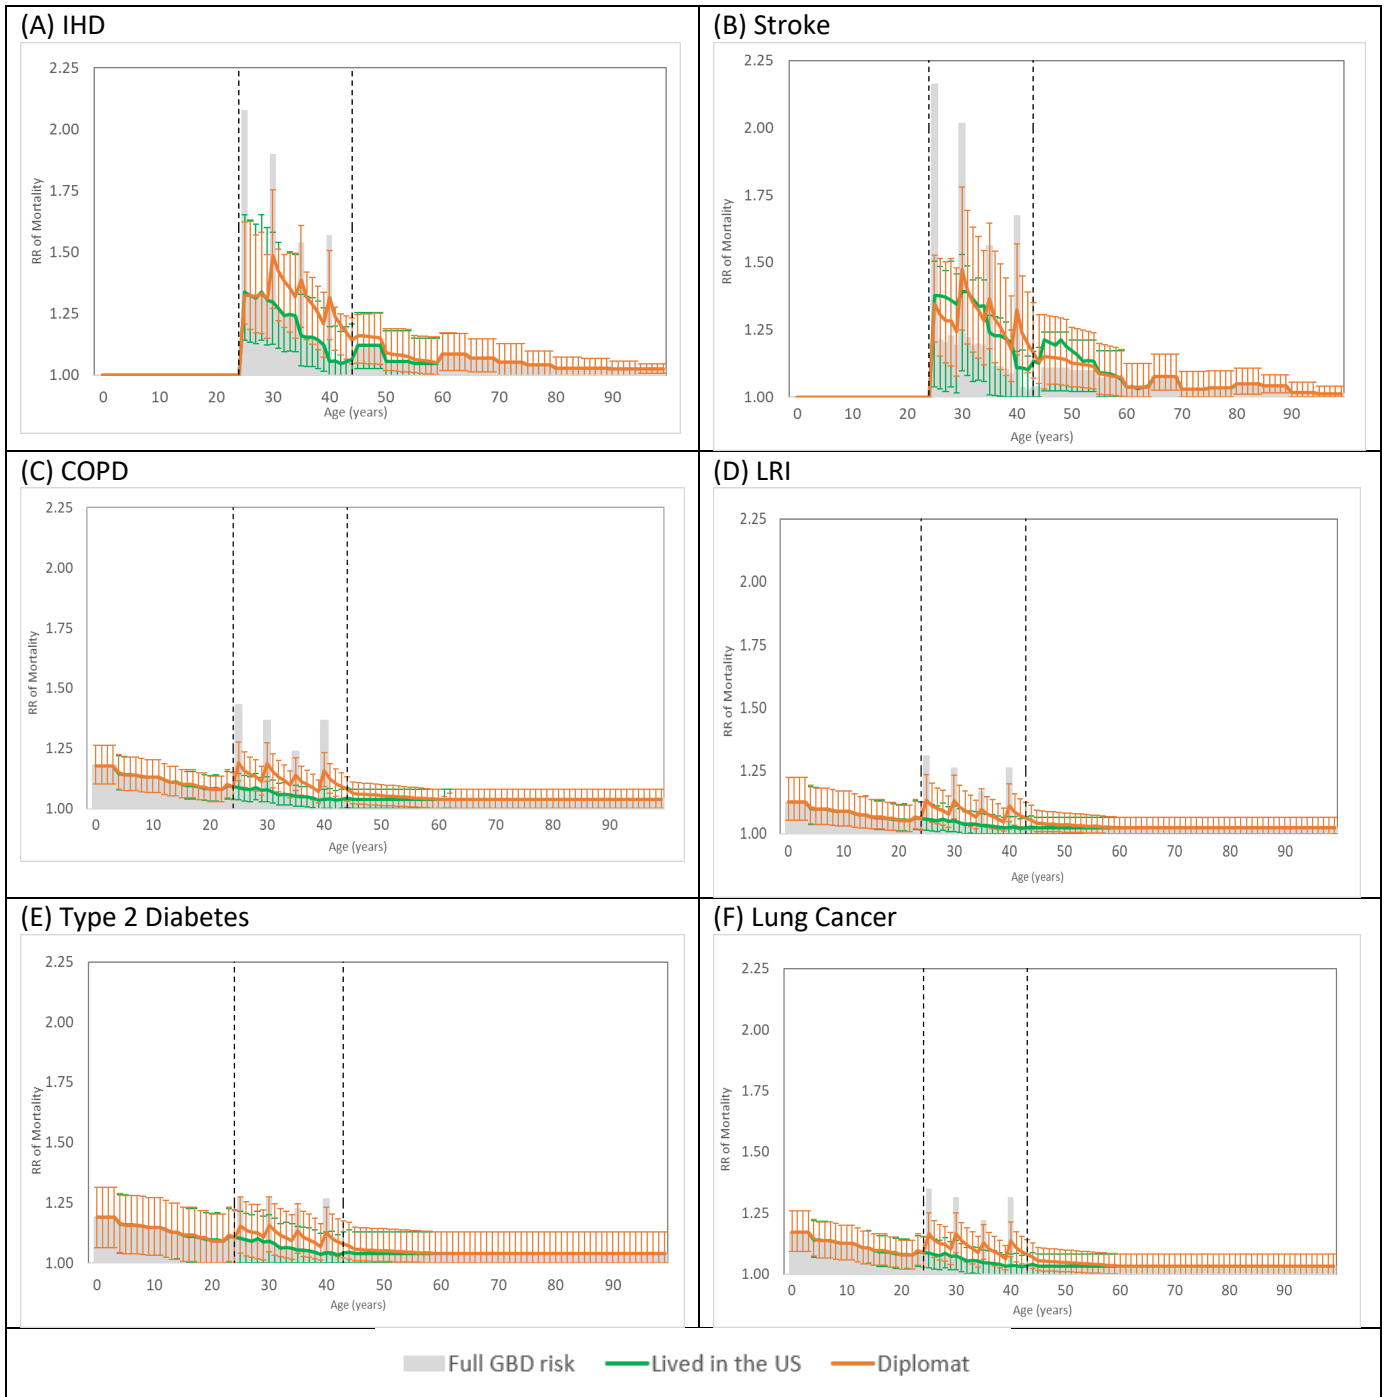 (A) IHD
2.25
2.00
1.75
1.50
1.25
1.00
RR of Mortality
0 10 20 30 40 50 60 70 80 90
Age (years)
(B) Stroke
2.25
2.00
1.75
1.50
1.25
1.00
RR of Mortality
0 10 20 30 40 50 60 70 80 90
Age (years)
(C) COPD
2.25
2.00
1.75
1.50
1.25
1.00
RR of Mortality
0 10 20 30 40 50 60 70 80 90
Age (years)
(D) LRI
2.25
2.00
1.75
1.50
1.25
1.00
RR of Mortality
0 10 20 30 40 50 60 70 80 90
Age (years)
(E) Type 2 Diabetes
2.25
2.00
1.75
1.50
1.25
1.00
RR of Mortality
0 10 20 30 40 50 60 70 80 90
Age (years)
(F) Lung Cancer
2.25
2.00
1.75
1.50
1.25
1.00
RR of Mortality
0 10 20 30 40 50 60 70 80 90
Age (years)
Full GBD risk Lived in the US Diplomat